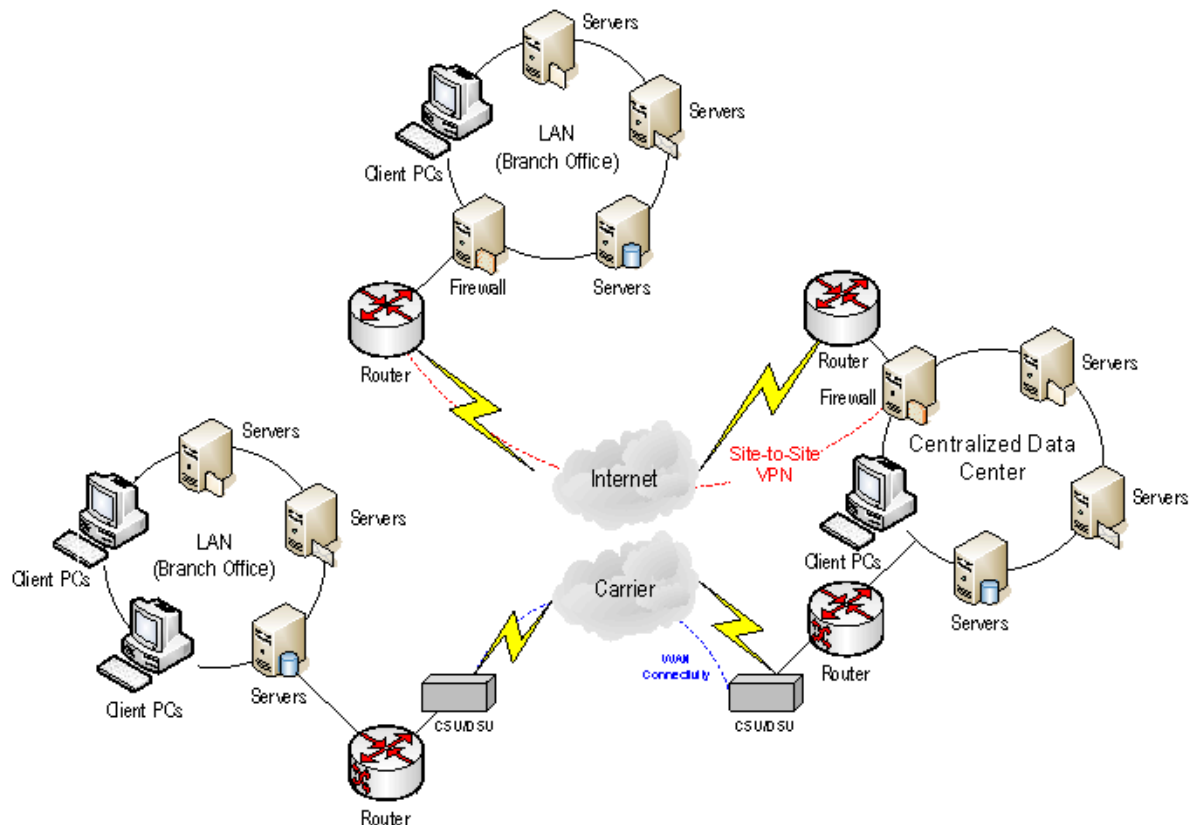 Servers
Servers
LAN
(Branch Office)
Client PCs
Firewall
Servers
Router
Router
Firewall
Servers
Centralized Data
Center
Site-to-Site
VPN
Internet
Servers
Servers
LAN
(Branch Office)
Client PCs
Servers
Client PCs
Servers
Client PCs
Carrier
Servers
WAN
Connectivity
Router
CSU/DSU
CSU/DSU
Router